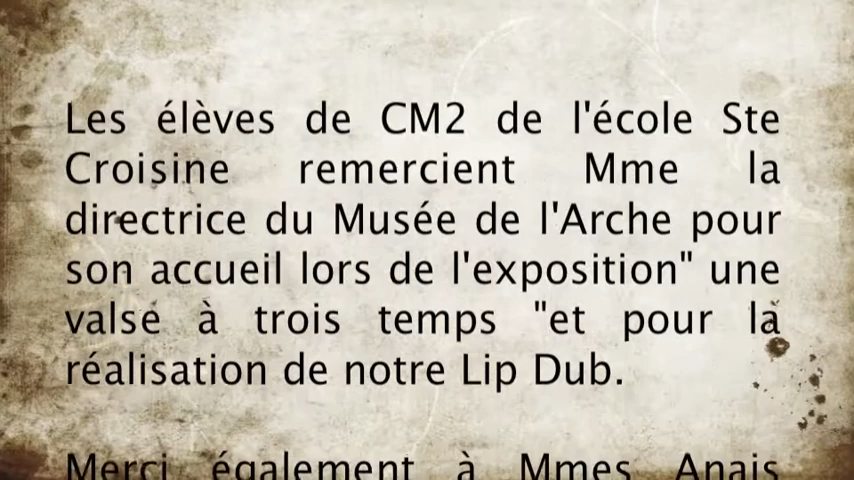 Les élèves de CM2 de l'école Ste
Croisine remercient Mme la
directrice du Musée de l'Arche pour
son accueil lors de l'exposition" une
valse à trois temps "et pour la
réalisation de notre Lip Dub.
Merci également à Mmes Anais